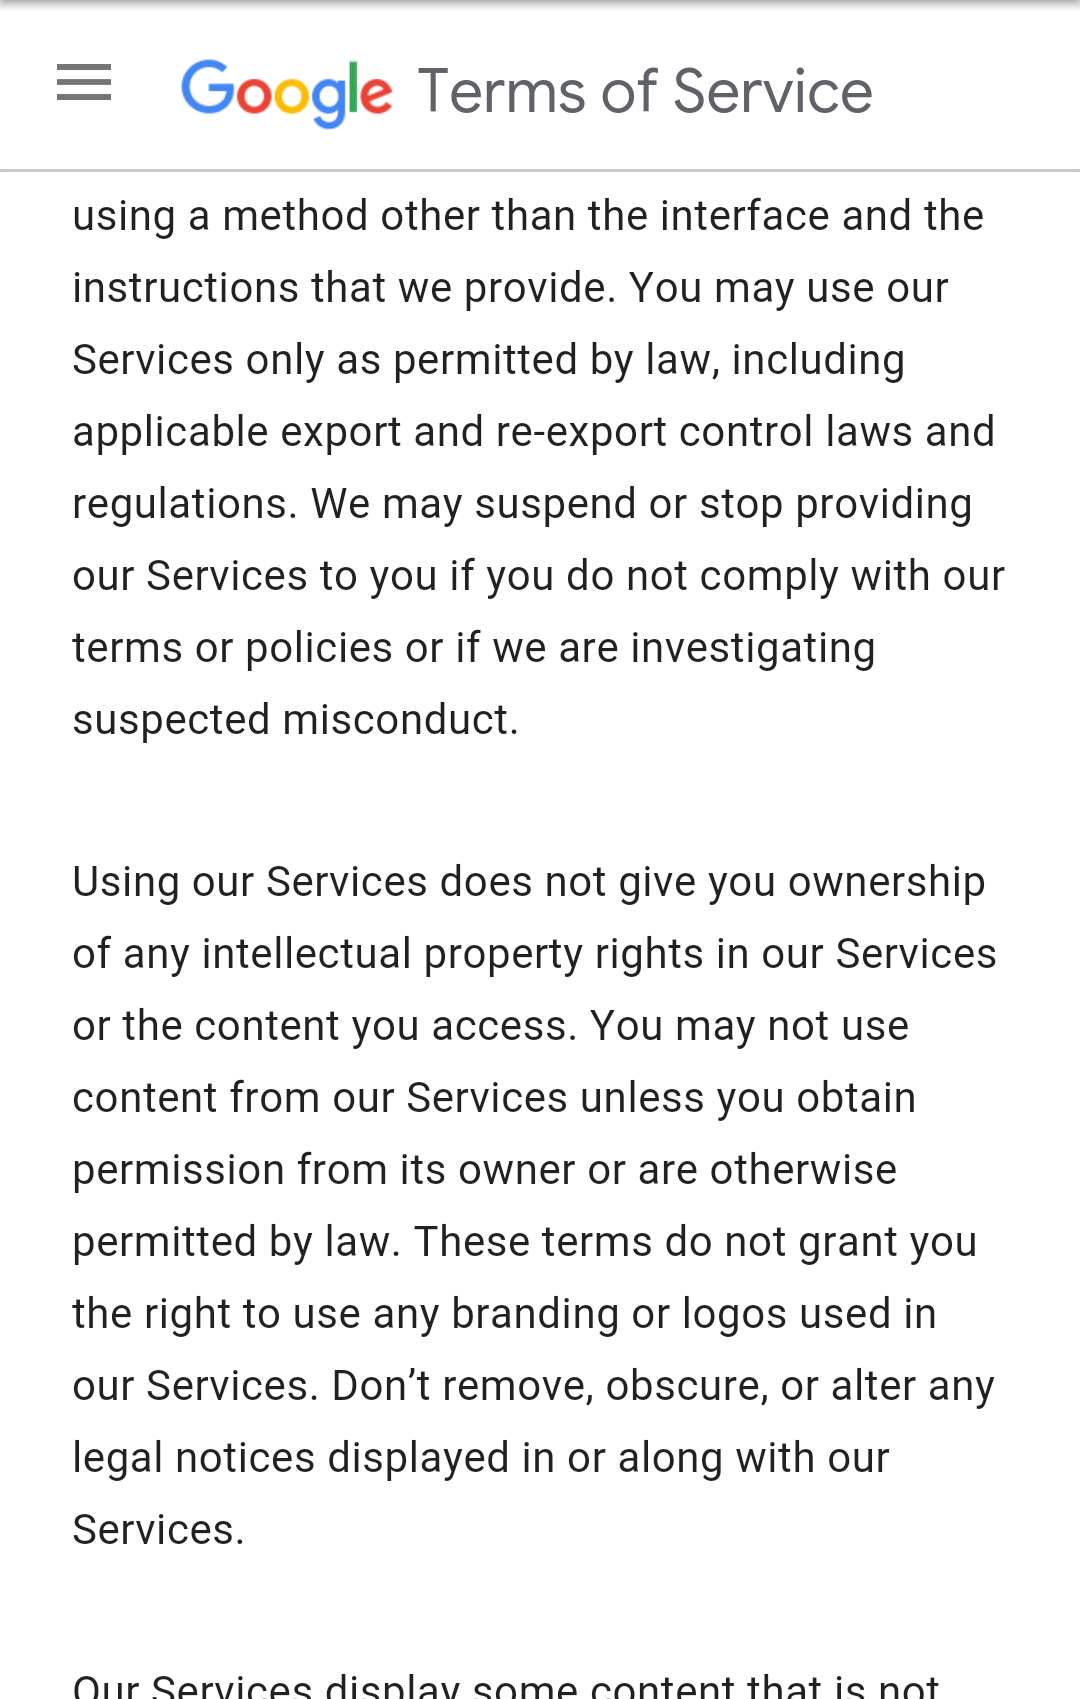 Google Terms of Service
using a method other than the interface and the
instructions that we provide. You may use our
Services only as permitted by law, including
applicable export and re-export control laws and
regulations. We may suspend or stop providing
our Services to you if you do not comply with our
terms or policies or if we are investigating
suspected misconduct.
Using our Services does not give you ownership
of any intellectual property rights in our Services
or the content you access. You may not use
content from our Services unless you obtain
permission from its owner or are otherwise
permitted by law. These terms do not grant you
the right to use any branding or logos used in
our Services. Don’t remove, obscure, or alter any
legal notices displayed in or along with our
Services.
Our Services display some content that is not